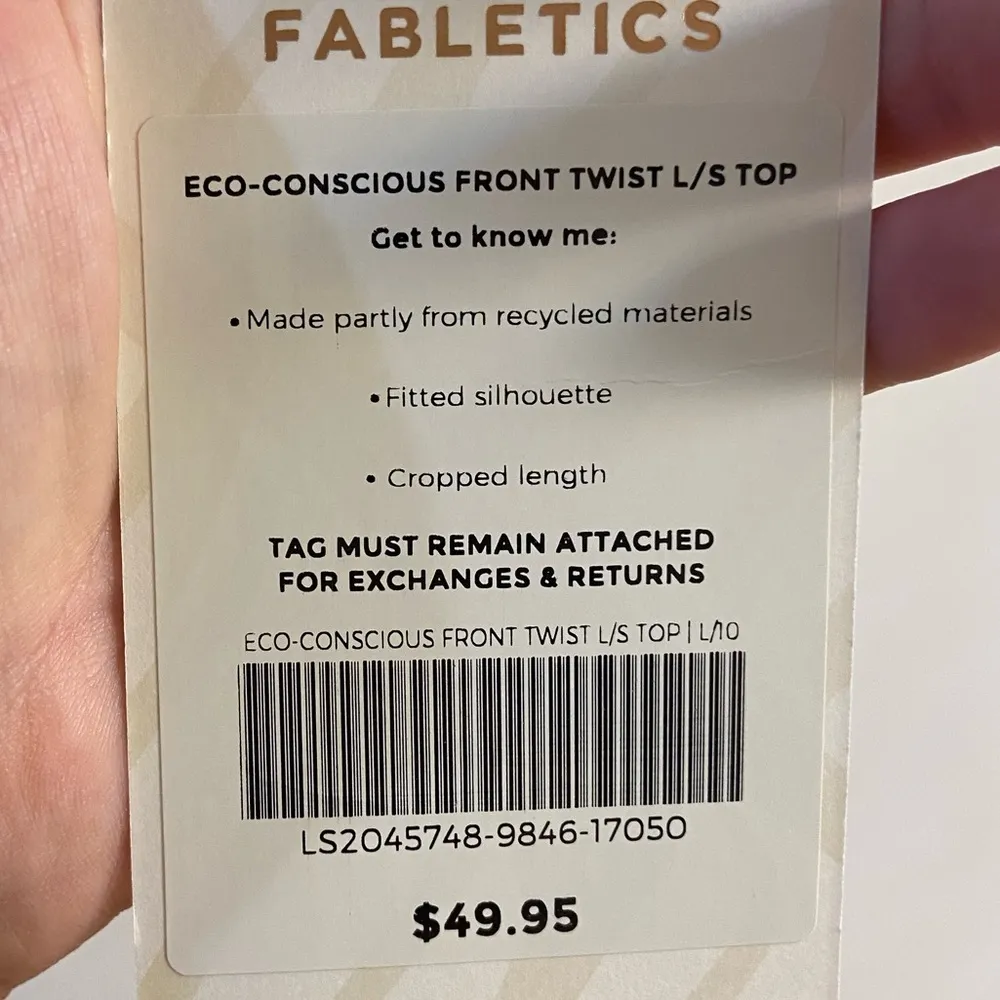 FABLETICS
ECO-CONSCIOUS FRONT TWIST L/S TOP
Get to know me:
• Made partly from recycled materials
• Fitted silhouette
• Cropped length
TAG MUST REMAIN ATTACHED
FOR EXCHANGES & RETURNS
ECO-CONSCIOUS FRONT TWIST L/S TOP | L/10
LS2045748-9846-17050
$49.95